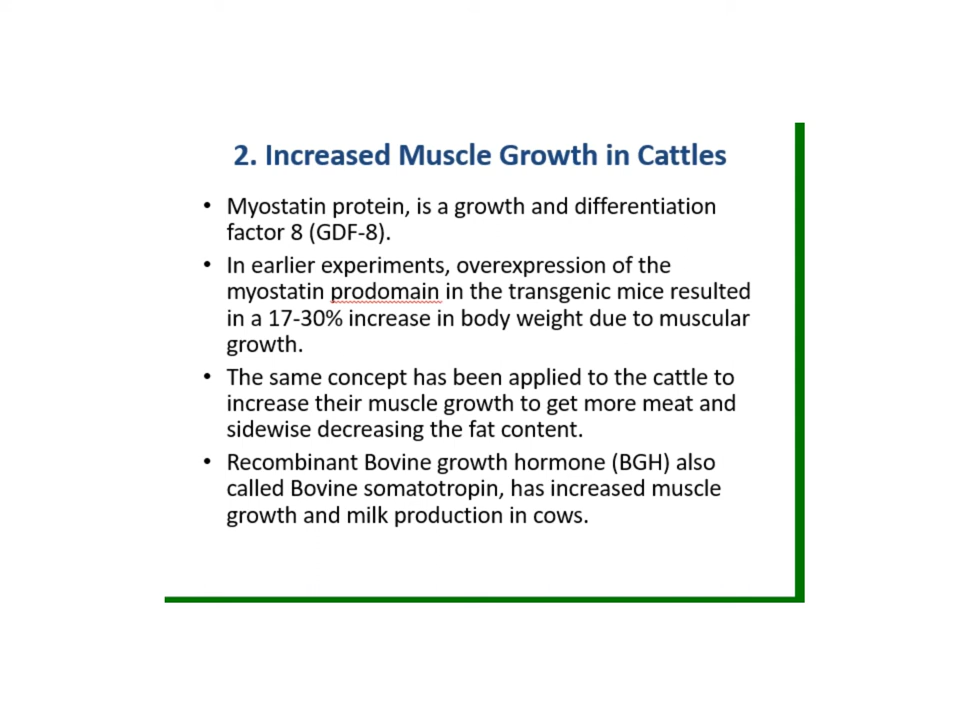 2. Increased Muscle Growth in Cattles
• Myostatin protein, is a growth and differentiation
factor 8 (GDF-8).
• In earlier experiments, overexpression of the
myostatin prodomain in the transgenic mice resulted
in a 17-30% increase in body weight due to muscular
growth.
• The same concept has been applied to the cattle to
increase their muscle growth to get more meat and
sidewise decreasing the fat content.
• Recombinant Bovine growth hormone (BGH) also
called Bovine somatotropin, has increased muscle
growth and milk production in cows.